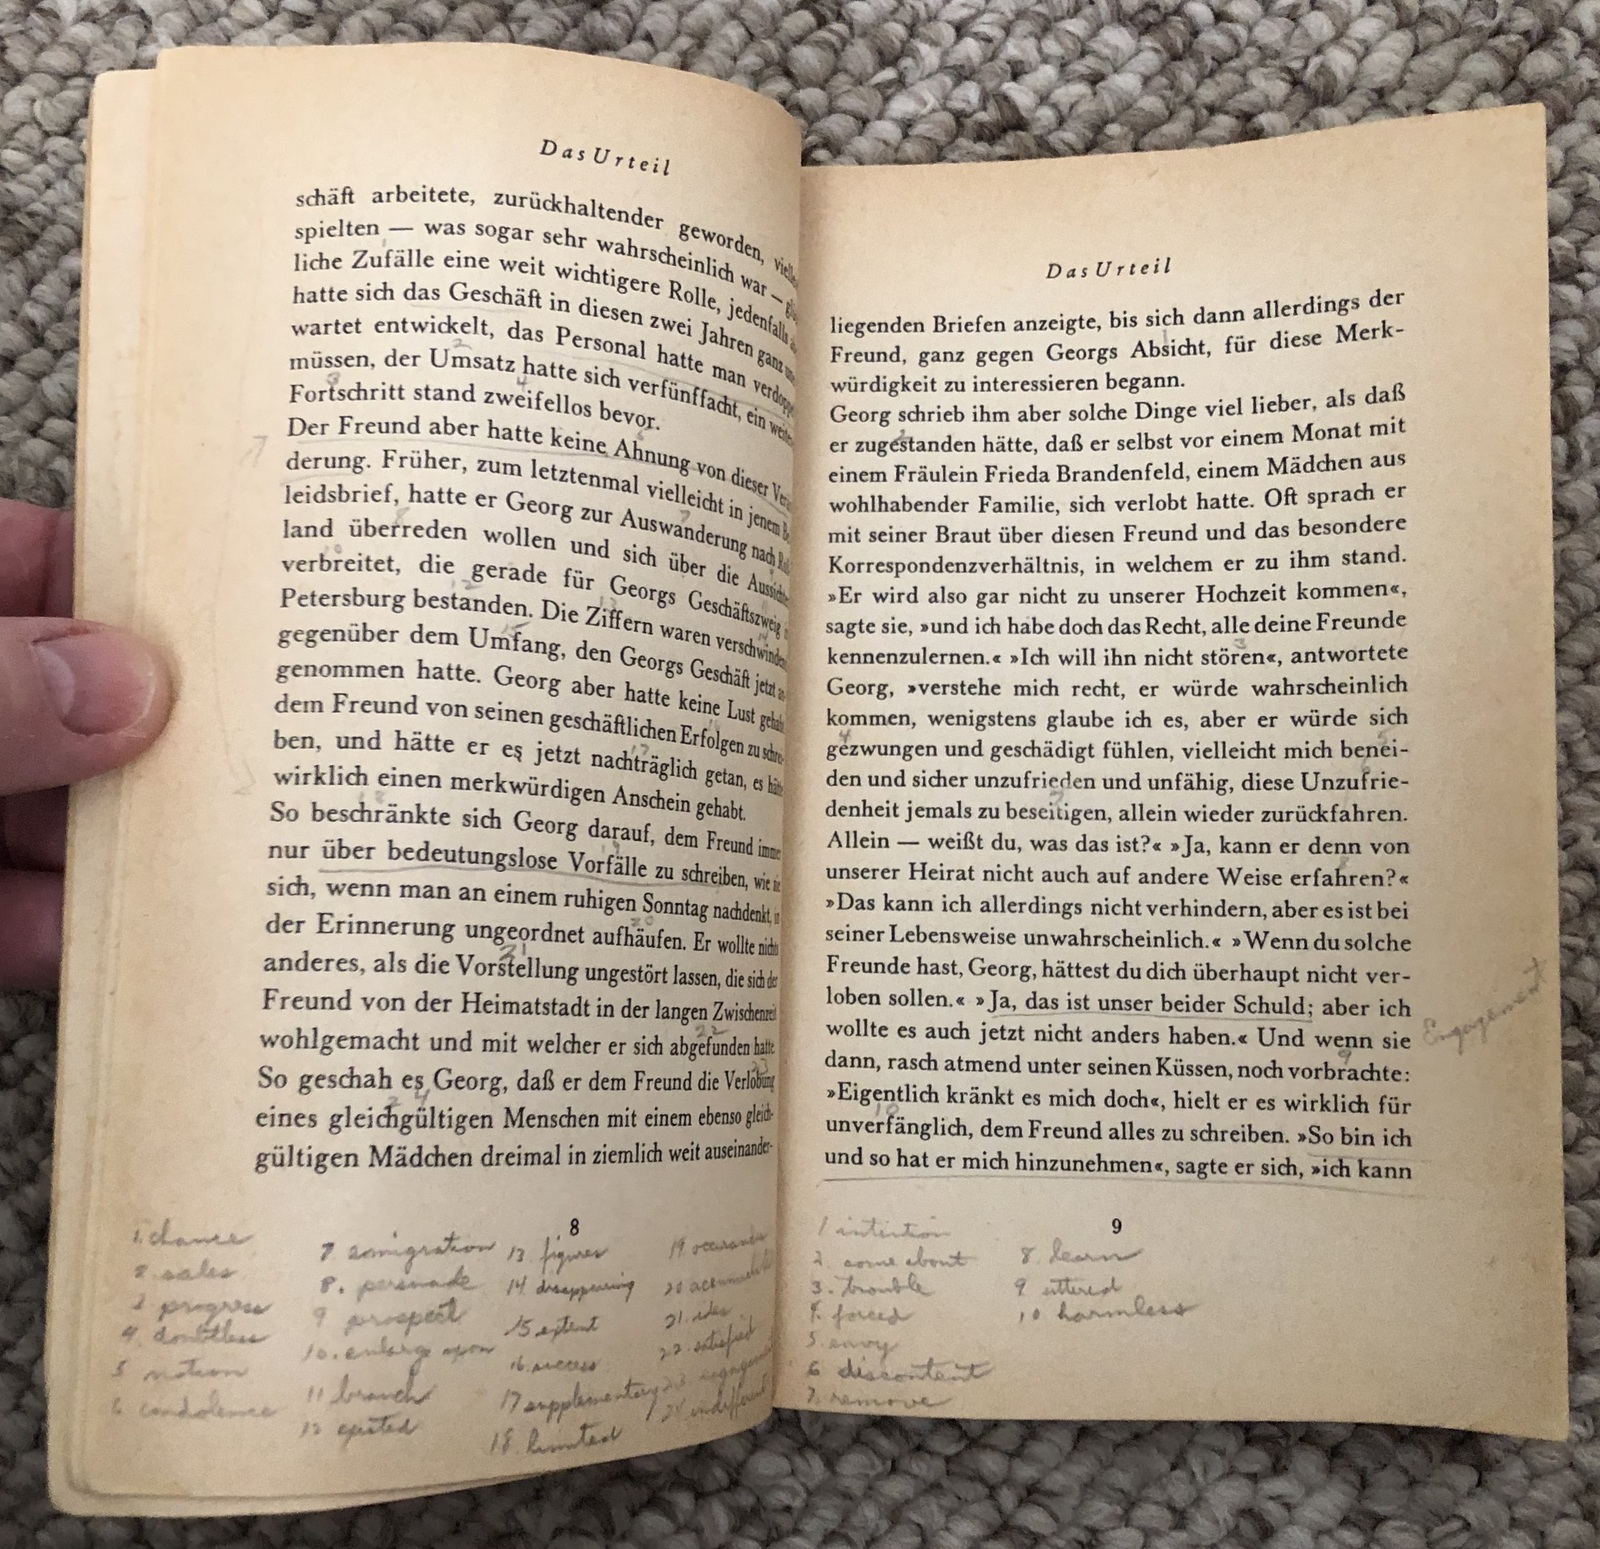 Das Urteil
schäft arbeitete, zurückhaltender geworden,
spielten — was sogar sehr wahrscheinlich war —
liche Zufälle eine weit wichtigere Rolle, jedenfalls
hatte sich das Geschäft in diesen zwei Jahren ganz
wartet entwickelt, das Personal hatte man
müssen, der Umsatz hatte sich verfünffacht, ein
Fortschritt stand zweifellos bevor.
Der Freund aber hatte keine Ahnung von dieser
derung. Früher, zum letztenmal vielleicht in jenem
leidsbrief, hatte er Georg zur Auswanderung nach
land überreden wollen und sich über die
verbreitet, die gerade für Georgs Geschäftszweig
Petersburg bestanden. Die Ziffern waren verschwindend
gegenüber dem Umfang, den Georgs Geschäft jetzt
genommen hatte. Georg aber hatte keine Lust
dem Freund von seinen geschäftlichen Erfolgen zu
ben, und hätte er es jetzt nachträglich getan, es
wirklich einen merkwürdigen Anschein gehabt.
So beschränkte sich Georg darauf, dem Freund
nur über bedeutungslose Vorfälle zu schreiben, wie
sich, wenn man an einem ruhigen Sonntag nachdenkt,
der Erinnerung ungeordnet aufhäufen. Er wollte
anderes, als die Vorstellung ungestört lassen, die sich
Freund von der Heimatstadt in der langen Zwischenzeit
wohlgemacht und mit welcher er sich abgefunden hatte
So geschah es Georg, daß er dem Freund die Verlobung
eines gleichgültigen Menschen mit einem ebenso gleich-
gültigen Mädchen dreimal in ziemlich weit auseinander-
8
1. chance
2 sales
3 progress
4. doubtless
5 notion
6 condolence
7 emigration
8. persuade
9 prospect
10. enlarge upon
11 branch
12 existed
13. figures
14 disappearing
15 extent
16. success
17 supplementary
18. limited
19 occurances
20
21. idea
22. satisfied
23
24 indifferent
Das Urteil
liegenden Briefen anzeigte, bis sich dann allerdings der
Freund, ganz gegen Georgs Absicht, für diese Merk-
würdigkeit zu interessieren begann.
Georg schrieb ihm aber solche Dinge viel lieber, als daß
er zugestanden hätte, daß er selbst vor einem Monat mit
einem Fräulein Frieda Brandenfeld, einem Mädchen aus
wohlhabender Familie, sich verlobt hatte. Oft sprach er
mit seiner Braut über diesen Freund und das besondere
Korrespondenzverhältnis, in welchem er zu ihm stand.
»Er wird also gar nicht zu unserer Hochzeit kommen«,
sagte sie, »und ich habe doch das Recht, alle deine Freunde
kennenzulernen.« »Ich will ihn nicht stören«, antwortete
Georg, »verstehe mich recht, er würde wahrscheinlich
kommen, wenigstens glaube ich es, aber er würde sich
gezwungen und geschädigt fühlen, vielleicht mich benei-
den und sicher unzufrieden und unfähig, diese Unzufrie-
denheit jemals zu beseitigen, allein wieder zurückfahren.
Allein — weißt du, was das ist?« »Ja, kann er denn von
unserer Heirat nicht auch auf andere Weise erfahren?«
»Das kann ich allerdings nicht verhindern, aber es ist bei
seiner Lebensweise unwahrscheinlich.« »Wenn du solche
Freunde hast, Georg, hättest du dich überhaupt nicht ver-
loben sollen.« »Ja, das ist unser beider Schuld; aber ich
wollte es auch jetzt nicht anders haben.« Und wenn sie
dann, rasch atmend unter seinen Küssen, noch vorbrachte:
»Eigentlich kränkt es mich doch«, hielt er es wirklich für
unverfänglich, dem Freund alles zu schreiben. »So bin ich
und so hat er mich hinzunehmen«, sagte er sich, »ich kann
Engagement
9
1 intention
2. come about
3. trouble
4. forced
5. envy
6 discontent
7. remove
8. learn
9 uttered
10 harmless